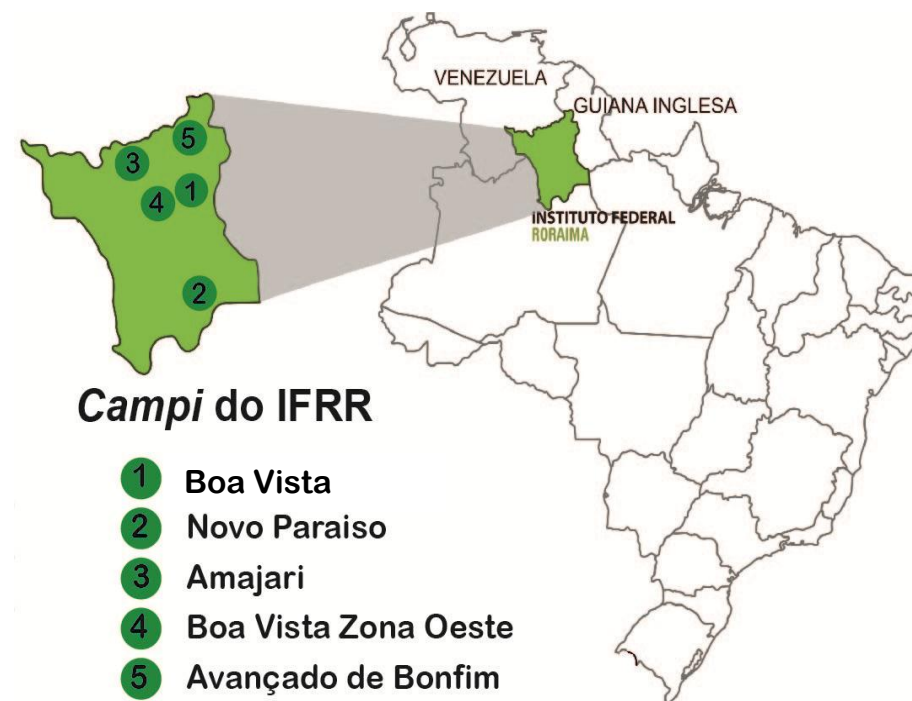 VENEZUELA
GUIANA INGLESA
5
3
4
1
2
INSTITUTO FEDERAL
RORAIMA
Campi do IFRR
1 Boa Vista
2 Novo Paraiso
3 Amajari
4 Boa Vista Zona Oeste
5 Avançado de Bonfim